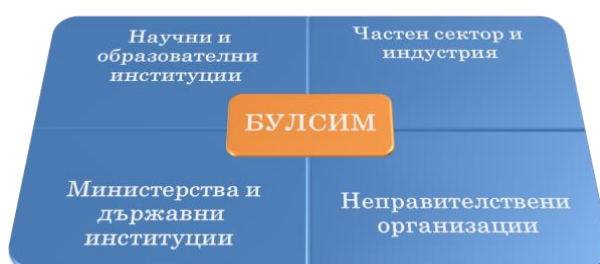 Научни и
образователни
институции
Частен сектор и
индустрия
БУЛСИМ
Министерства и
държавни
институции
Неправителствени
организации